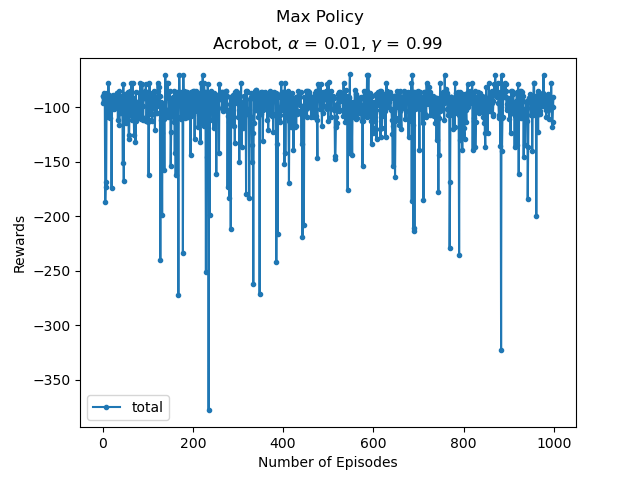 Max Policy
Acrobot, α = 0.01, γ = 0.99
Rewards
−100
−150
−200
−250
−300
−350
total
0
200
400
600
800
1000
Number of Episodes